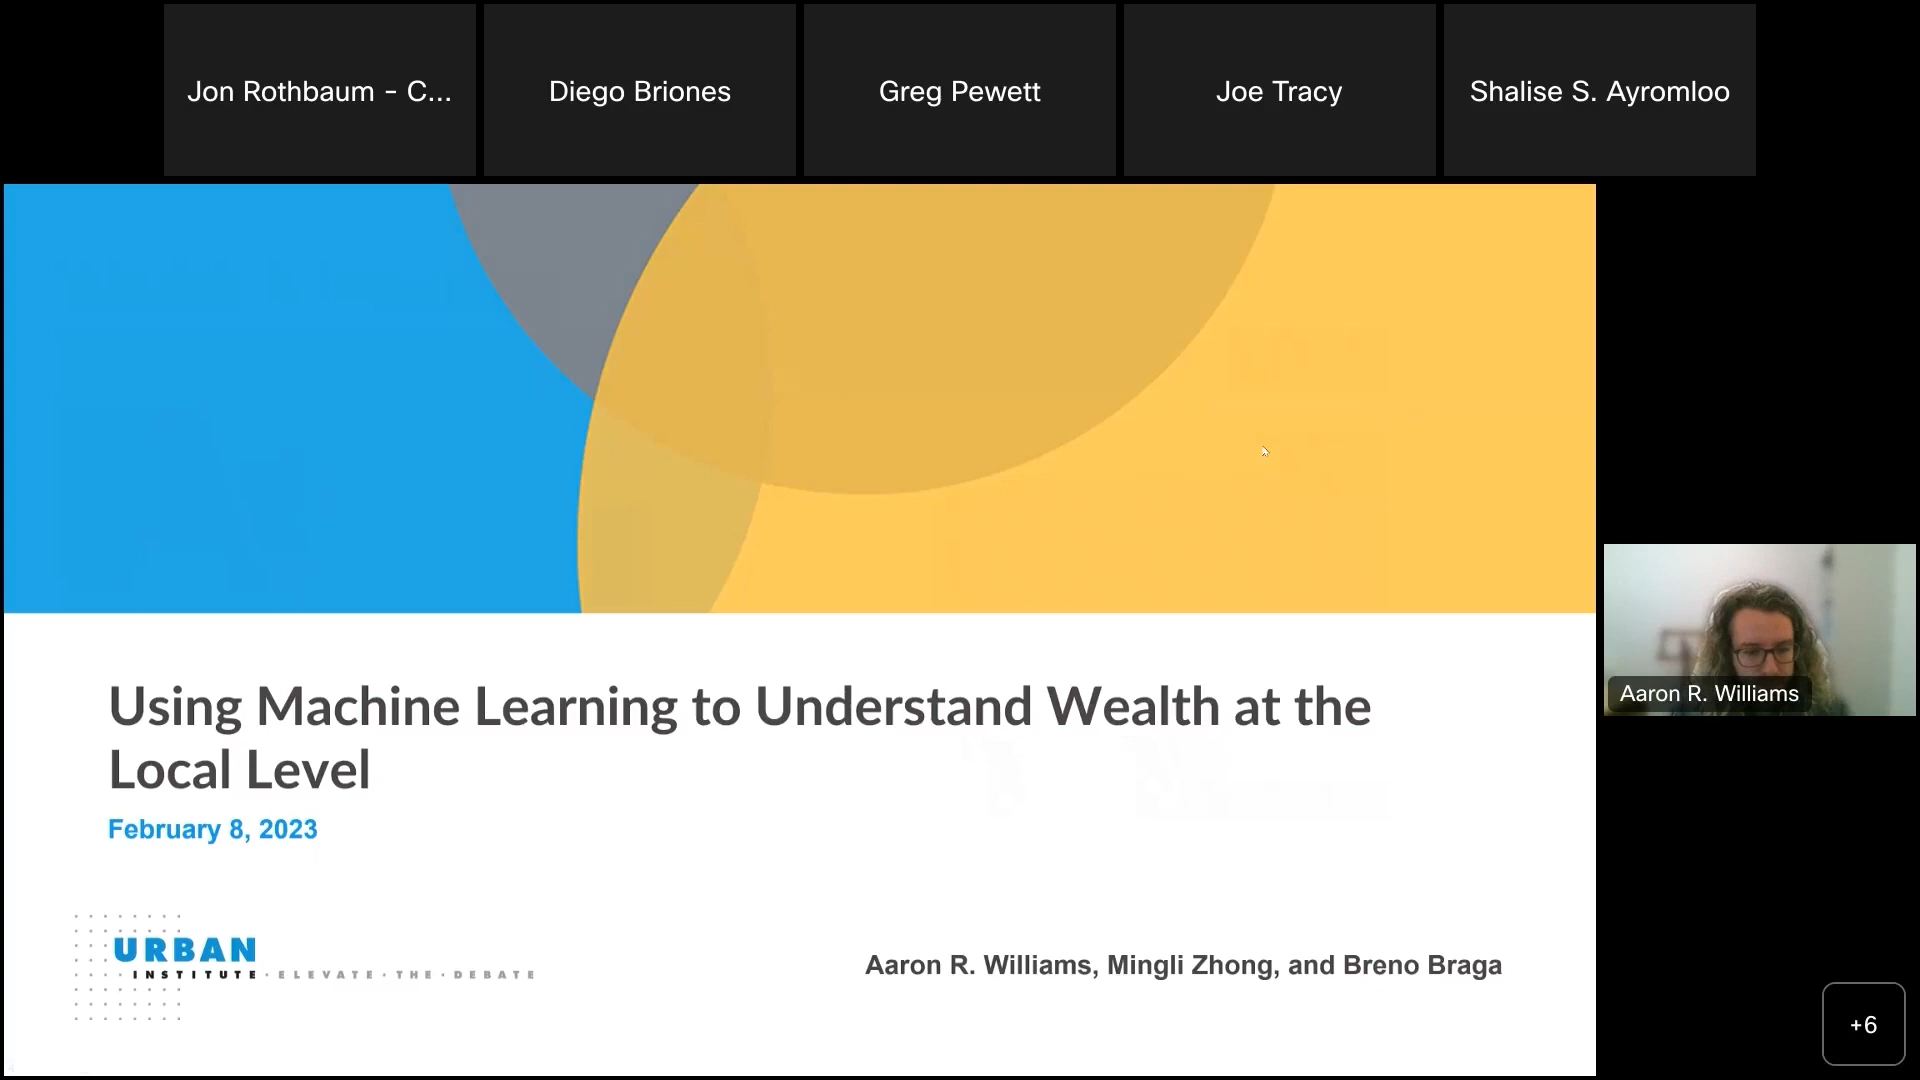 Jon Rothbaum - C...
Diego Briones
Greg Pewett
Joe Tracy
Shalise S. Ayromloo
Aaron R. Williams
Using Machine Learning to Understand Wealth at the
Local Level
February 8, 2023
URBAN
INSTITUTE · ELEVATE · THE · DEBATE
Aaron R. Williams, Mingli Zhong, and Breno Braga
+6